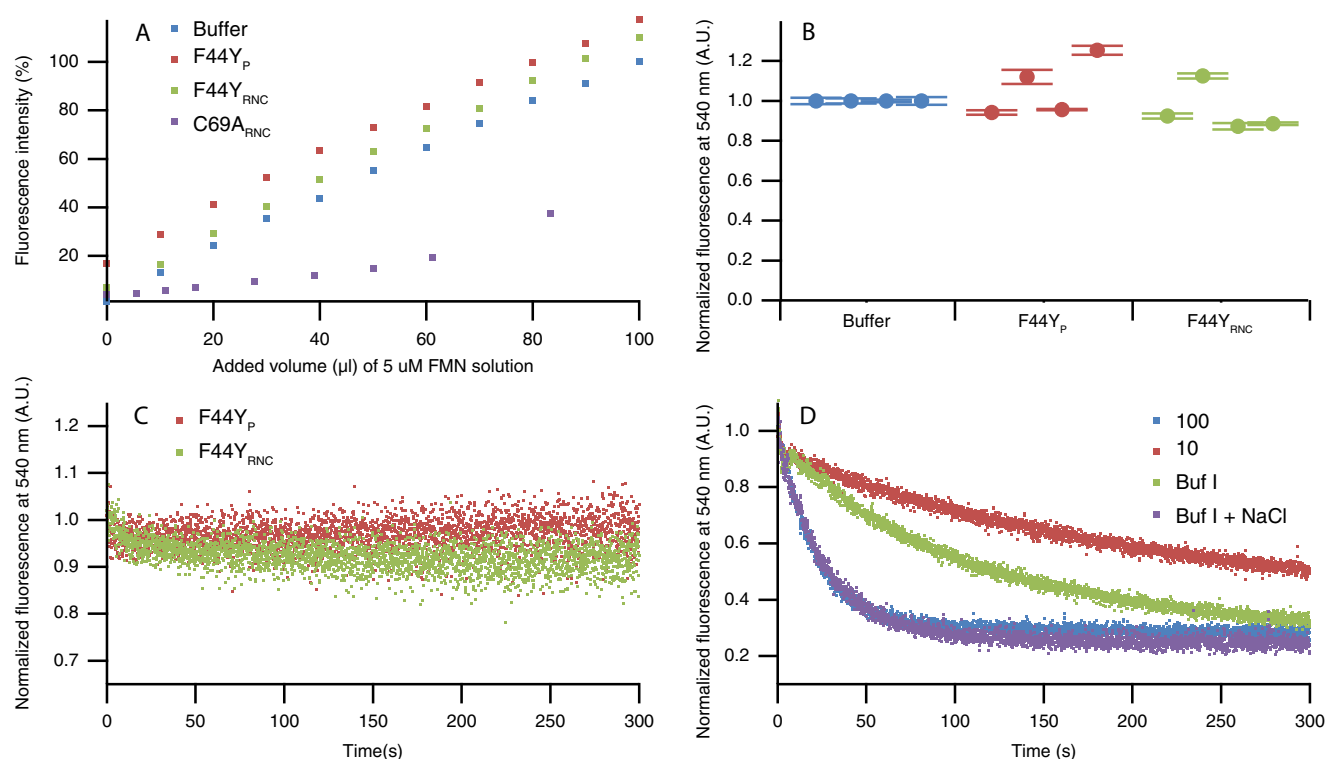 A
Buffer
F44YP
F44YRNC
C69ARNC
Fluorescence intensity (%)
100
80
60
40
20
0 20 40 60 80 100
Added volume (µl) of 5 uM FMN solution
B
Normalized fluorescence at 540 nm (A.U.)
1.2
1.0
0.8
0.6
0.4
0.2
0.0
Buffer F44YP F44YRNC
C
F44YP
F44YRNC
Normalized fluorescence at 540 nm (A.U.)
1.2
1.1
1.0
0.9
0.8
0.7
0 50 100 150 200 250 300
Time(s)
D
100
10
Buf I
Buf I + NaCl
Normalized fluorescence at 540 nm (A.U.)
1.0
0.8
0.6
0.4
0.2
0 50 100 150 200 250 300
Time (s)